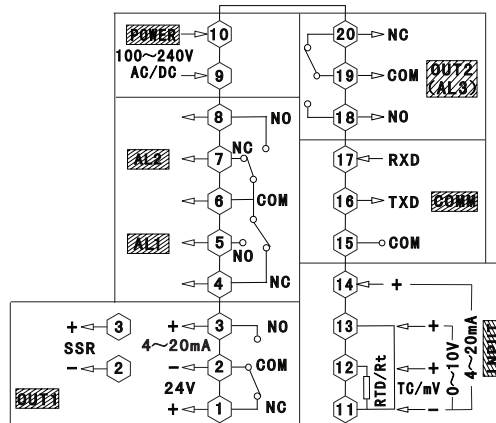 POWER 10 20 NC
100~240V
AC/DC 9 19 COM OUT2
(AL3)
8 NO 18 NO
AL2 7 NC 17 RXD
6 COM 16 TXD COMM
AL1 5 NO 15 COM
4 NC 14 +
+ 3 + 3 NO 13 +
SSR 4~20mA
- 2 - 2 COM 12 +
24V RTD/Rt TC/mV 0~10V 4~20mA INPUT
OUT1 + 1 NC 11 -